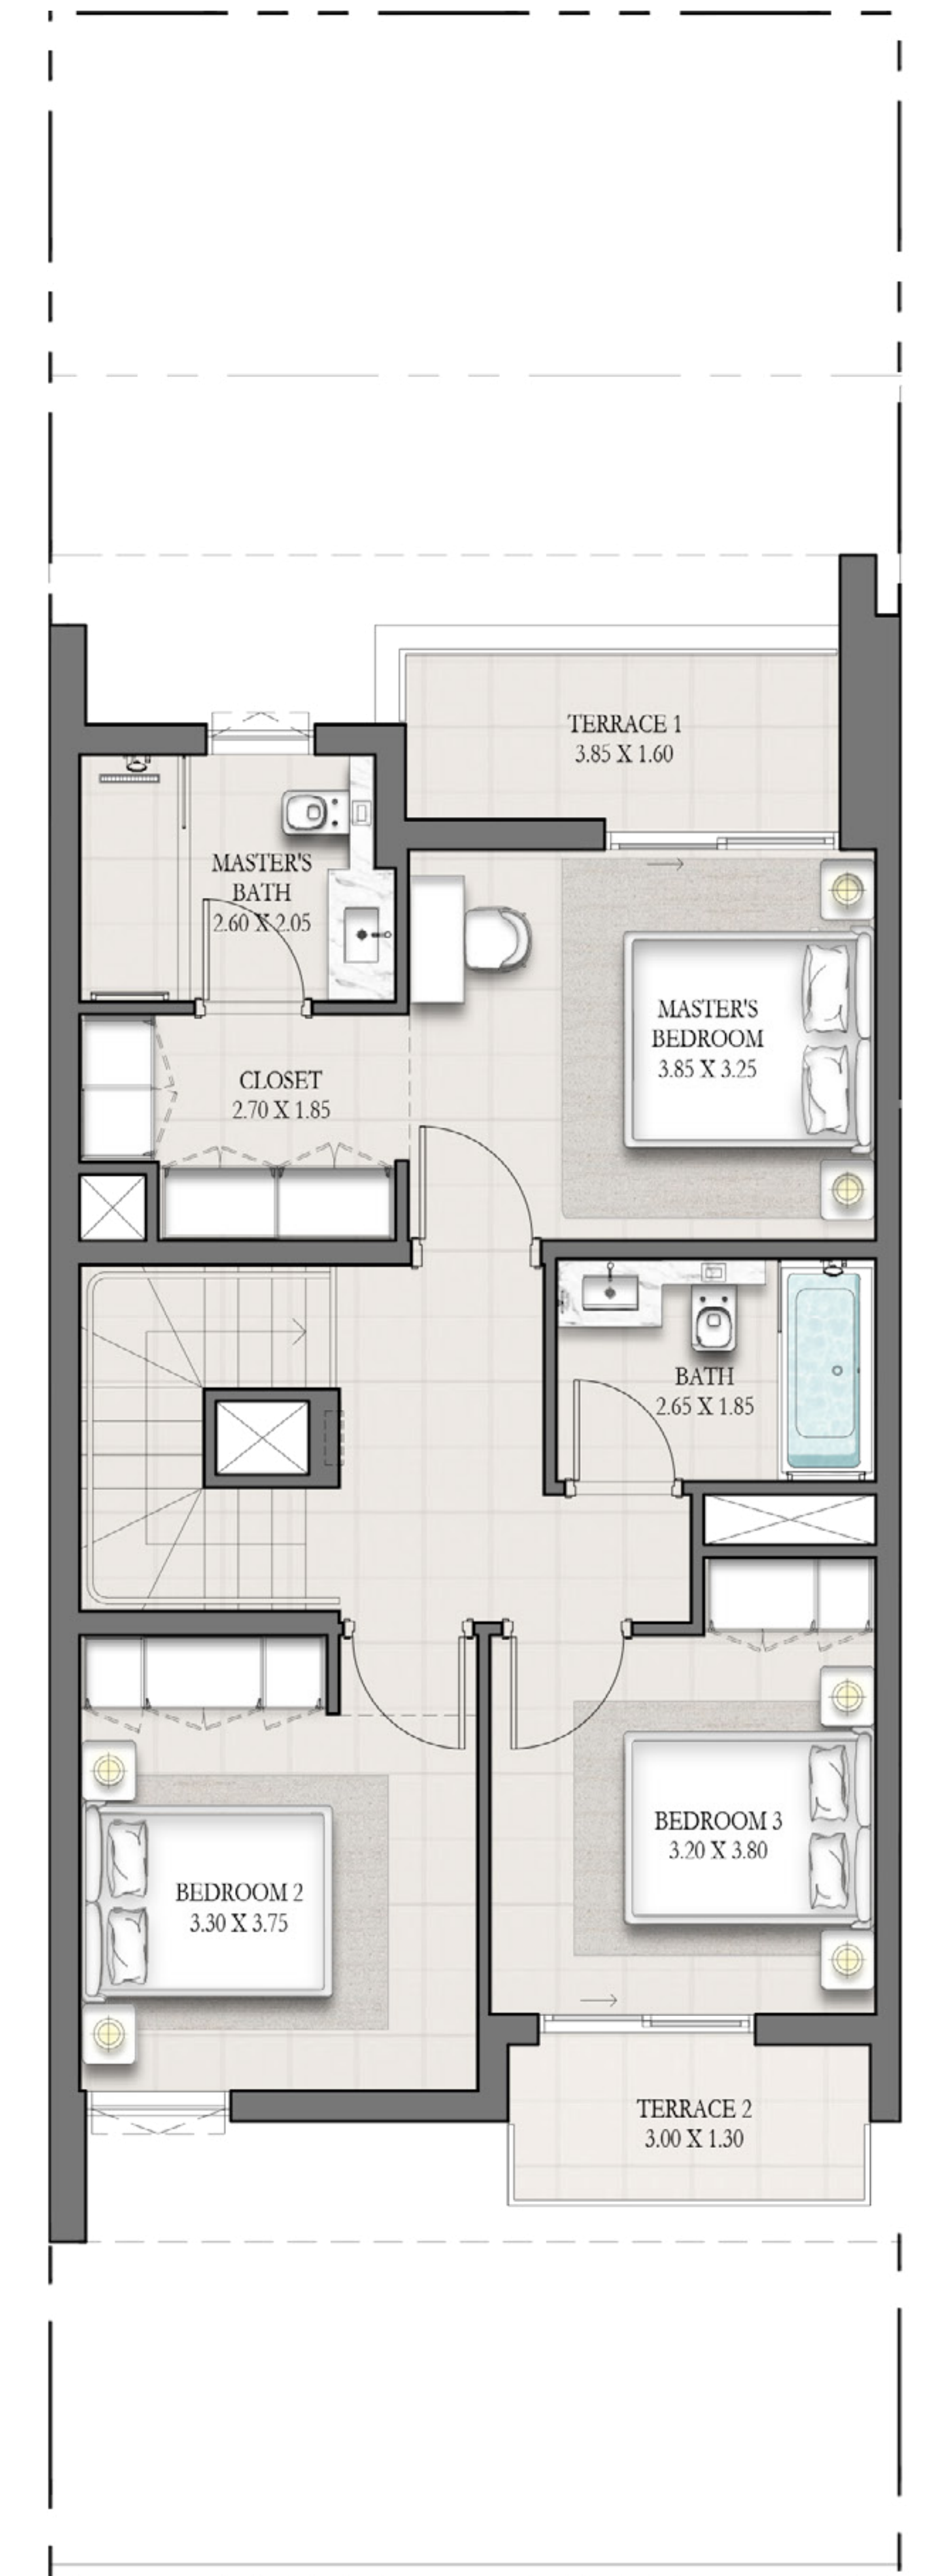 TERRACE 1
3.85 X 1.60
MASTER'S
BATH
2.60 X 2.05
MASTER'S
BEDROOM
3.85 X 3.25
CLOSET
2.70 X 1.85
BATH
2.65 X 1.85
BEDROOM 3
3.20 X 3.80
BEDROOM 2
3.30 X 3.75
TERRACE 2
3.00 X 1.30